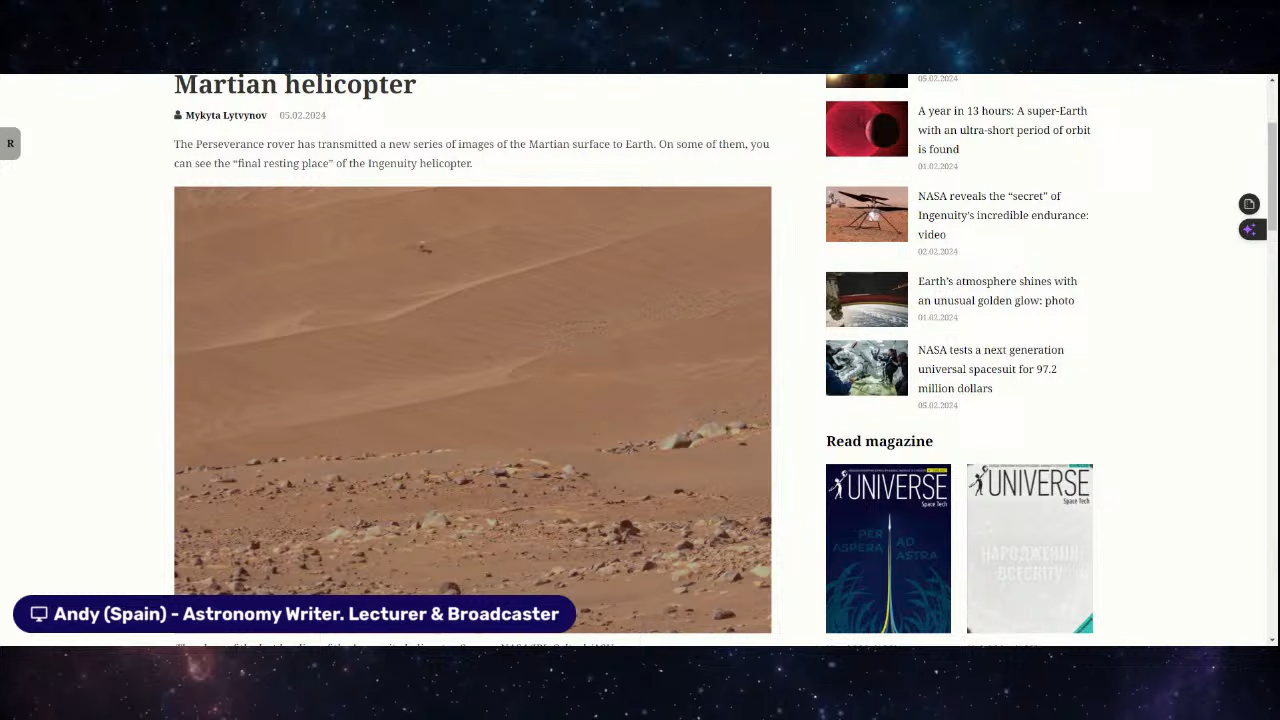 Martian helicopter
Mykyta Lytvynov 05.02.2024
The Perseverance rover has transmitted a new series of images of the Martian surface to Earth. On some of them, you
can see the “final resting place” of the Ingenuity helicopter.
R
05.02.2024
A year in 13 hours: A super-Earth
with an ultra-short period of orbit
is found
01.02.2024
NASA reveals the “secret” of
Ingenuity’s incredible endurance:
video
02.02.2024
Earth’s atmosphere shines with
an unusual golden glow: photo
01.02.2024
NASA tests a next generation
universal spacesuit for 97.2
million dollars
05.02.2024
Read magazine
UNIVERSE
Space Tech
PER AD
ASPERA ASTRA
UNIVERSE
Space Tech
НАРОДЖЕННЯ
ВСЕСВІТУ
Andy (Spain) - Astronomy Writer. Lecturer & Broadcaster